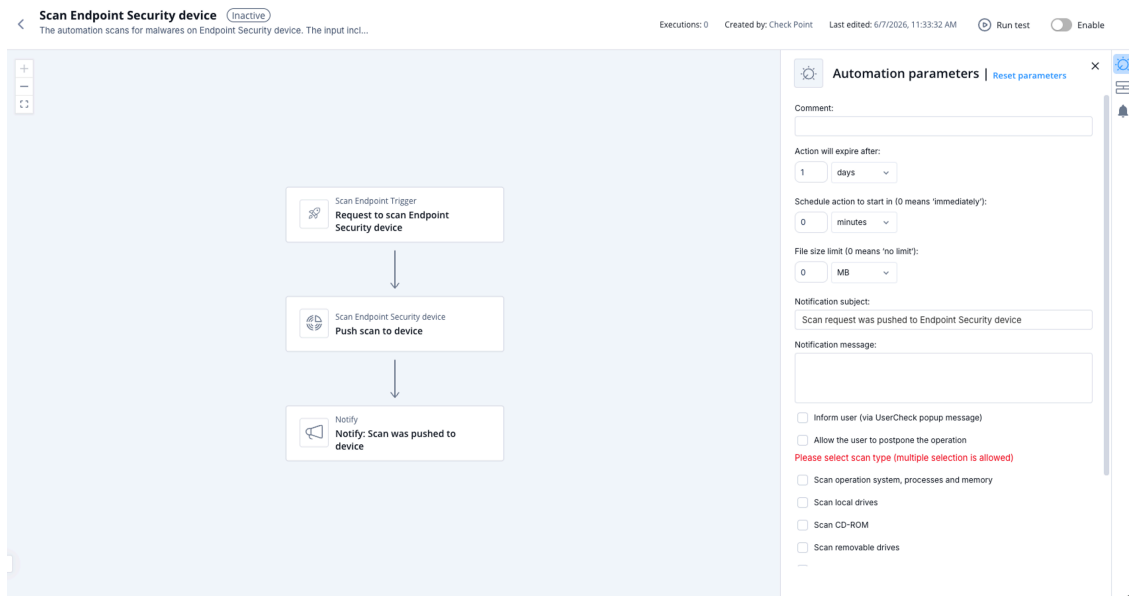 Scan Endpoint Security device
Inactive
The automation scans for malwares on Endpoint Security device. The input incl...
Executions: 0
Created by: Check Point
Last edited: 6/7/2026, 11:33:32 AM
Run test
Enable
Scan Endpoint Trigger
Request to scan Endpoint
Security device
Scan Endpoint Security device
Push scan to device
Notify
Notify: Scan was pushed to
device
Automation parameters | Reset parameters
Comment:
Action will expire after:
1
days
Schedule action to start in (0 means 'immediately'):
0
minutes
File size limit (0 means 'no limit'):
0
MB
Notification subject:
Scan request was pushed to Endpoint Security device
Notification message:
Inform user (via UserCheck popup message)
Allow the user to postpone the operation
Please select scan type (multiple selection is allowed)
Scan operation system, processes and memory
Scan local drives
Scan CD-ROM
Scan removable drives